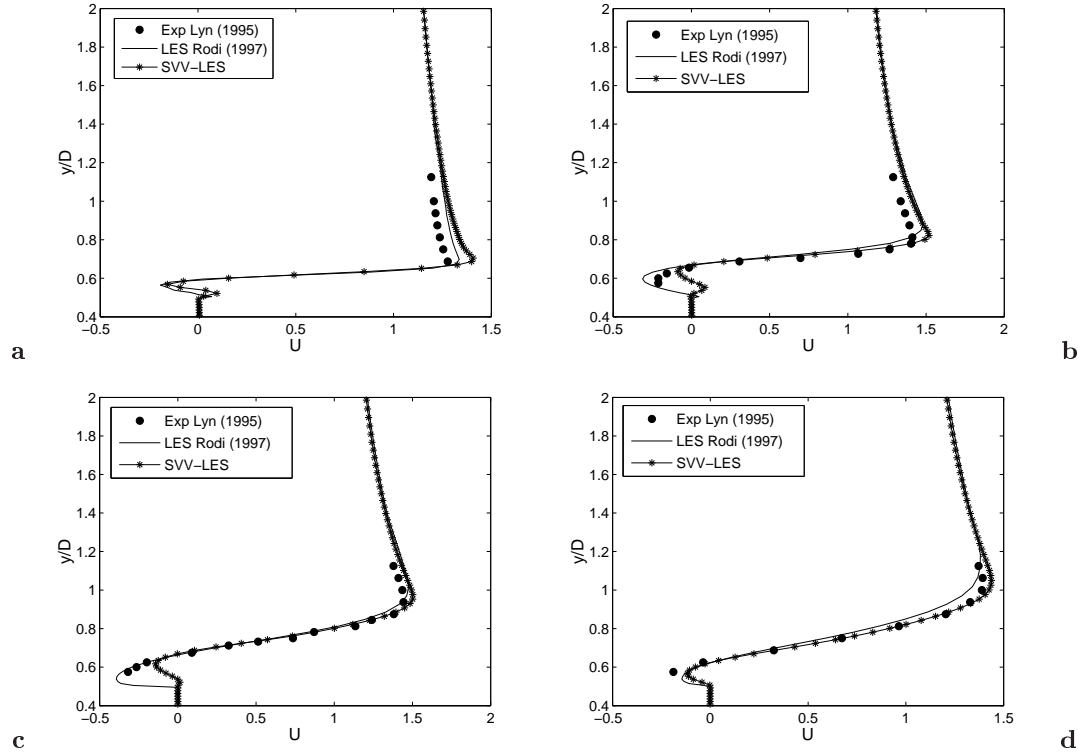 2
1.8
1.6
1.4
1.2
1
0.8
0.6
0.4
y/D
Exp Lyn (1995)
LES Rodi (1997)
SVV−LES
−0.5 0 0.5 1 1.5
U
a
2
1.8
1.6
1.4
1.2
1
0.8
0.6
0.4
y/D
Exp Lyn (1995)
LES Rodi (1997)
SVV−LES
−0.5 0 0.5 1 1.5 2
U
b
2
1.8
1.6
1.4
1.2
1
0.8
0.6
0.4
y/D
Exp Lyn (1995)
LES Rodi (1997)
SVV−LES
−0.5 0 0.5 1 1.5 2
U
c
2
1.8
1.6
1.4
1.2
1
0.8
0.6
0.4
y/D
Exp Lyn (1995)
LES Rodi (1997)
SVV−LES
−0.5 0 0.5 1 1.5
U
d